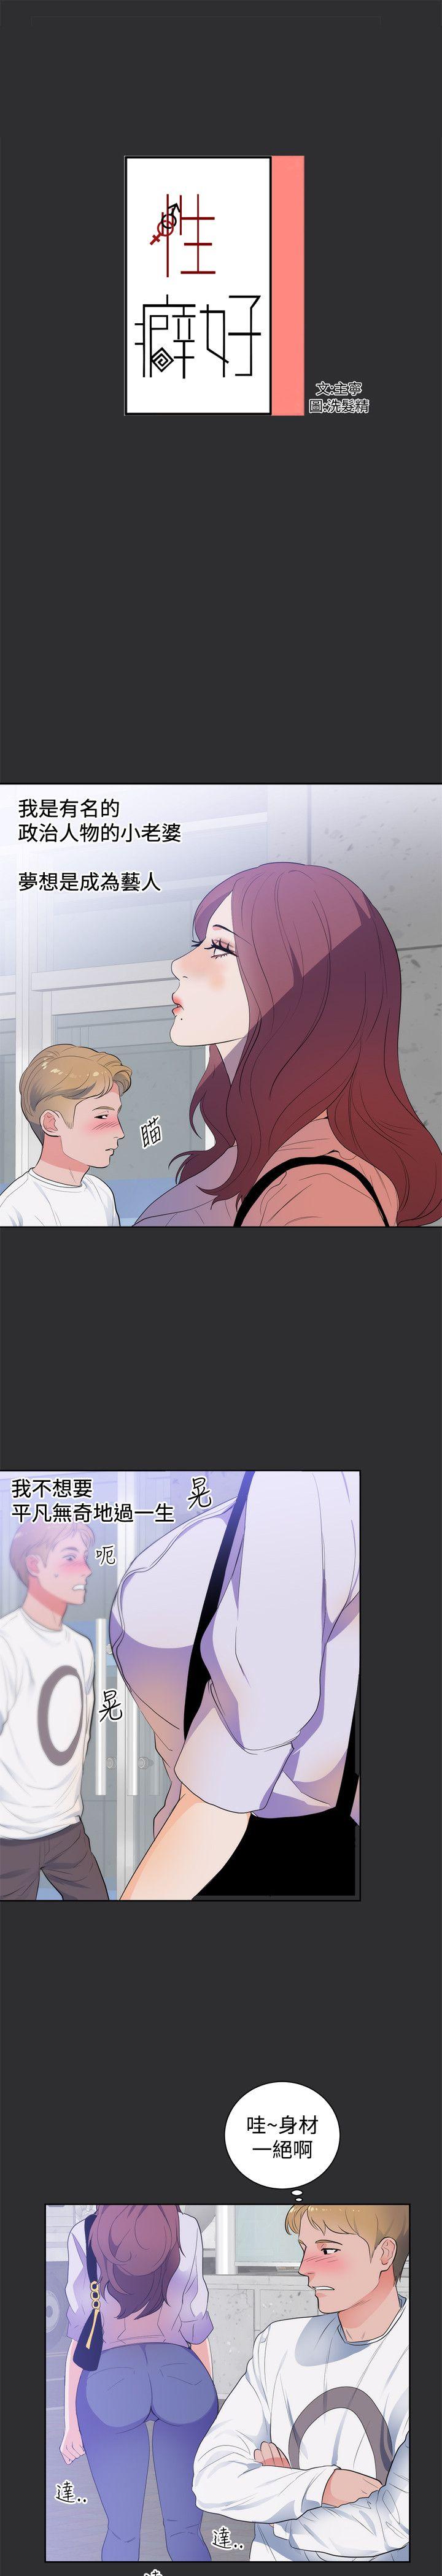 性
癖好
文:主寧
圖:洗髮精
我是有名的
政治人物的小老婆
夢想是成為藝人
瞄
我不想要
平凡無奇地過一生
晃
呃
晃
哇~身材
一絕啊
達..
達..
達